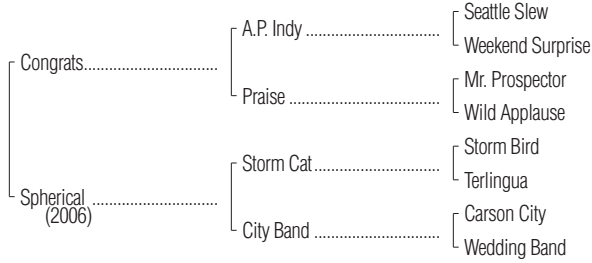 Seattle Slew
A.P. Indy ..............................
Weekend Surprise
Congrats..............................
Mr. Prospector
Praise ..................................
Wild Applause
Storm Bird
Storm Cat............................
Terlingua
Spherical ............................
(2006)
Carson City
City Band ............................
Wedding Band